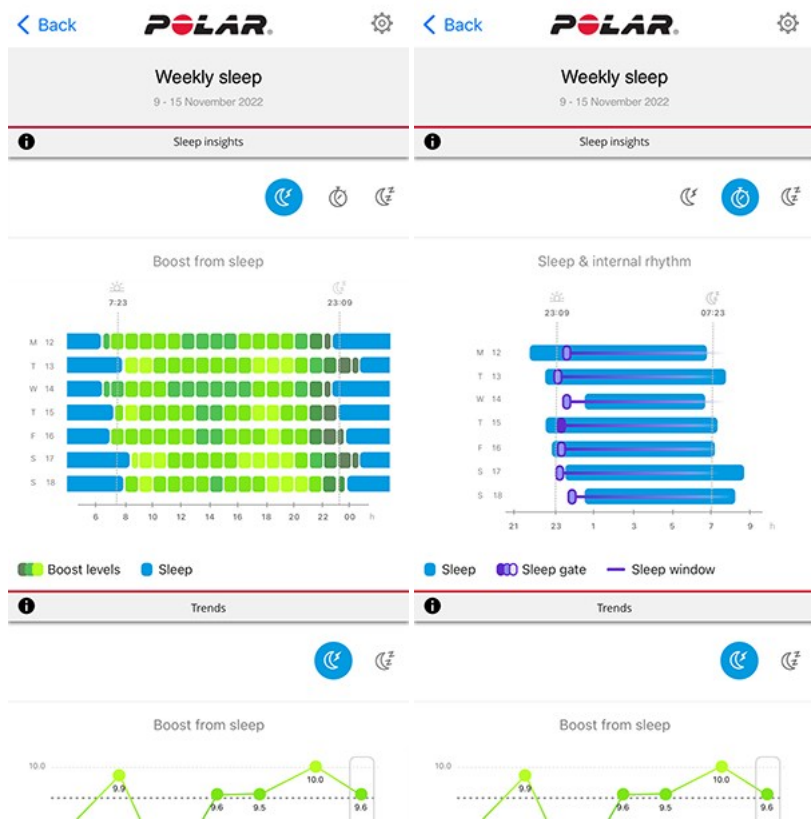 Back POLAR.
Weekly sleep
9 - 15 November 2022
Sleep insights
Boost from sleep
7:23 23:09
M 12
T 13
W 14
T 15
F 16
S 17
S 18
6 8 10 12 14 16 18 20 22 00 h
Boost levels Sleep
Trends
Boost from sleep
10.0
9.9 9.6 9.5 10.0 9.6
Back POLAR.
Weekly sleep
9 - 15 November 2022
Sleep insights
Sleep & internal rhythm
23:09 07:23
M 12
T 13
W 14
T 15
F 16
S 17
S 18
21 23 1 3 5 7 9 h
Sleep Sleep gate Sleep window
Trends
Boost from sleep
10.0
9.9 9.6 9.5 10.0 9.6